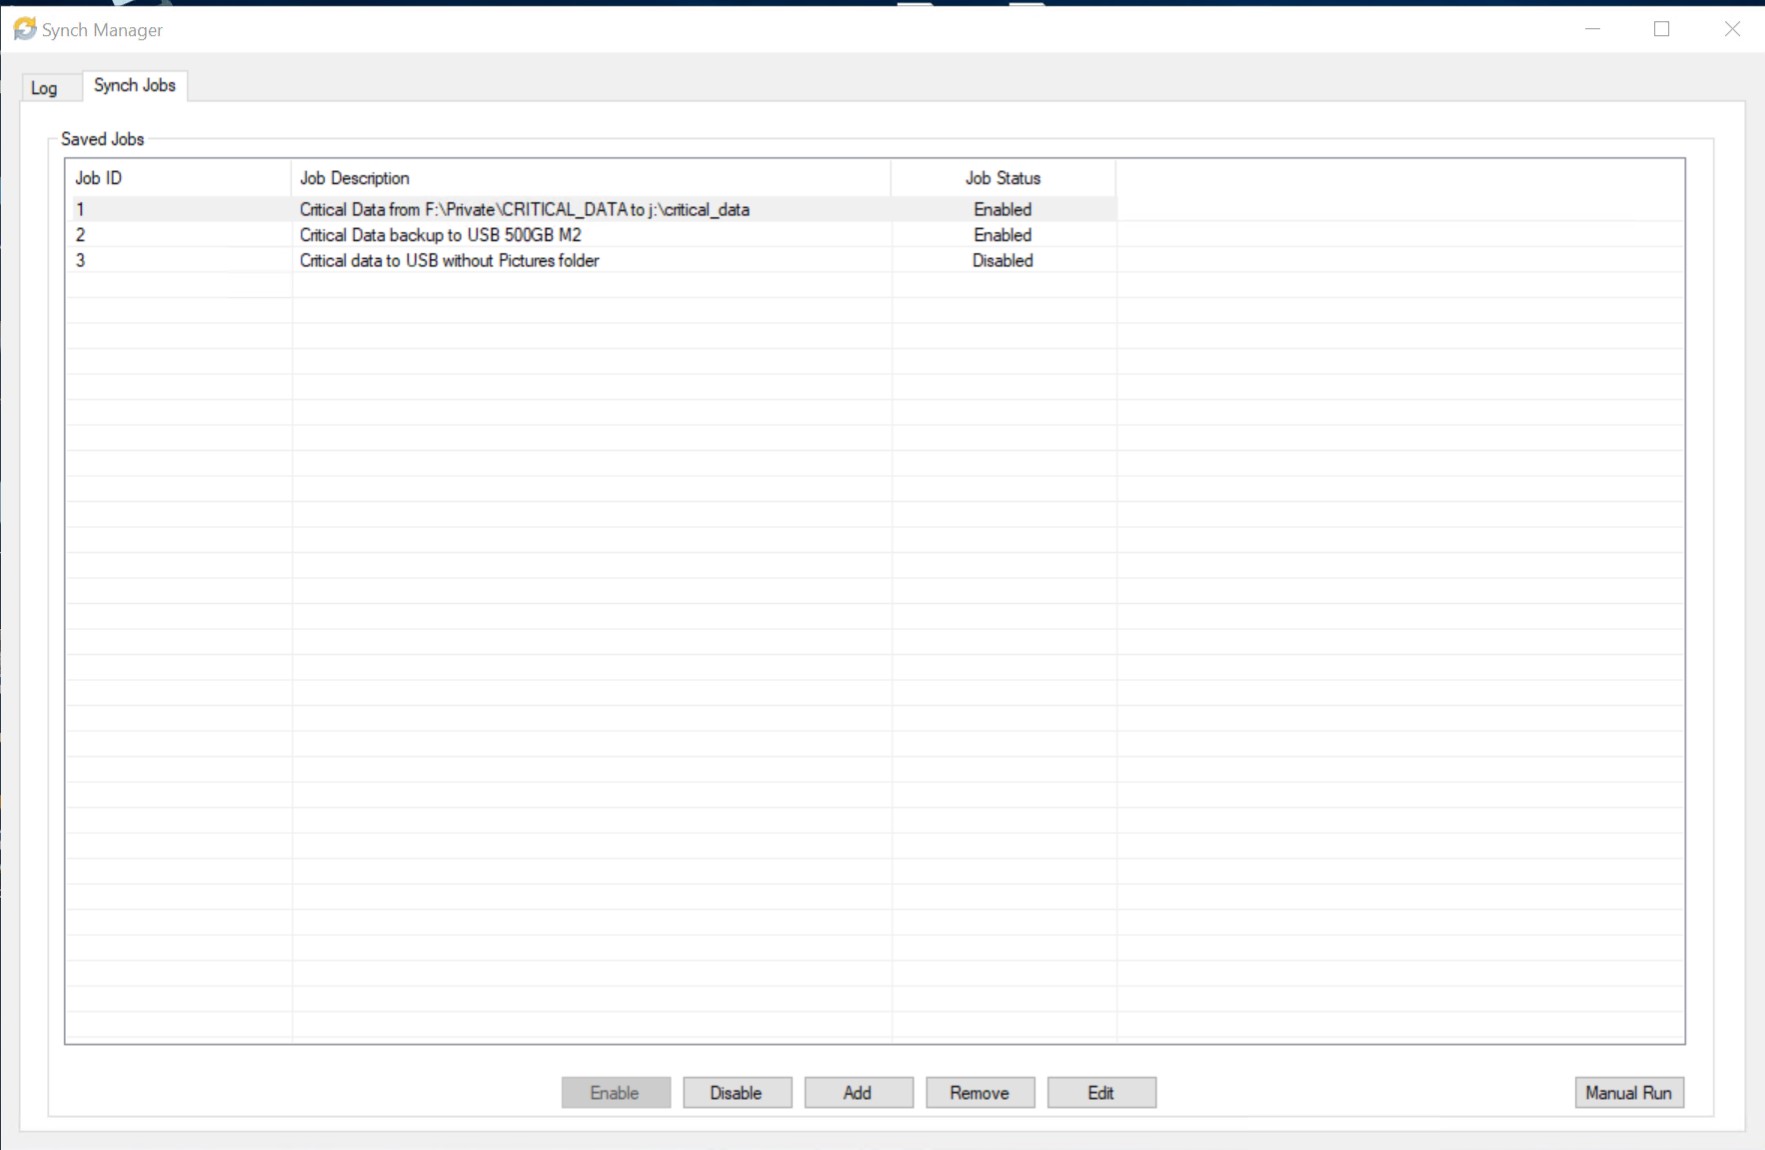 Synch Manager
Log
Synch Jobs
Saved Jobs
Job ID Job Description Job Status
1 Critical Data from F:\Private\CRITICAL_DATA to j:\critical_data Enabled
2 Critical Data backup to USB 500GB M2 Enabled
3 Critical data to USB without Pictures folder Disabled
Enable Disable Add Remove Edit Manual Run